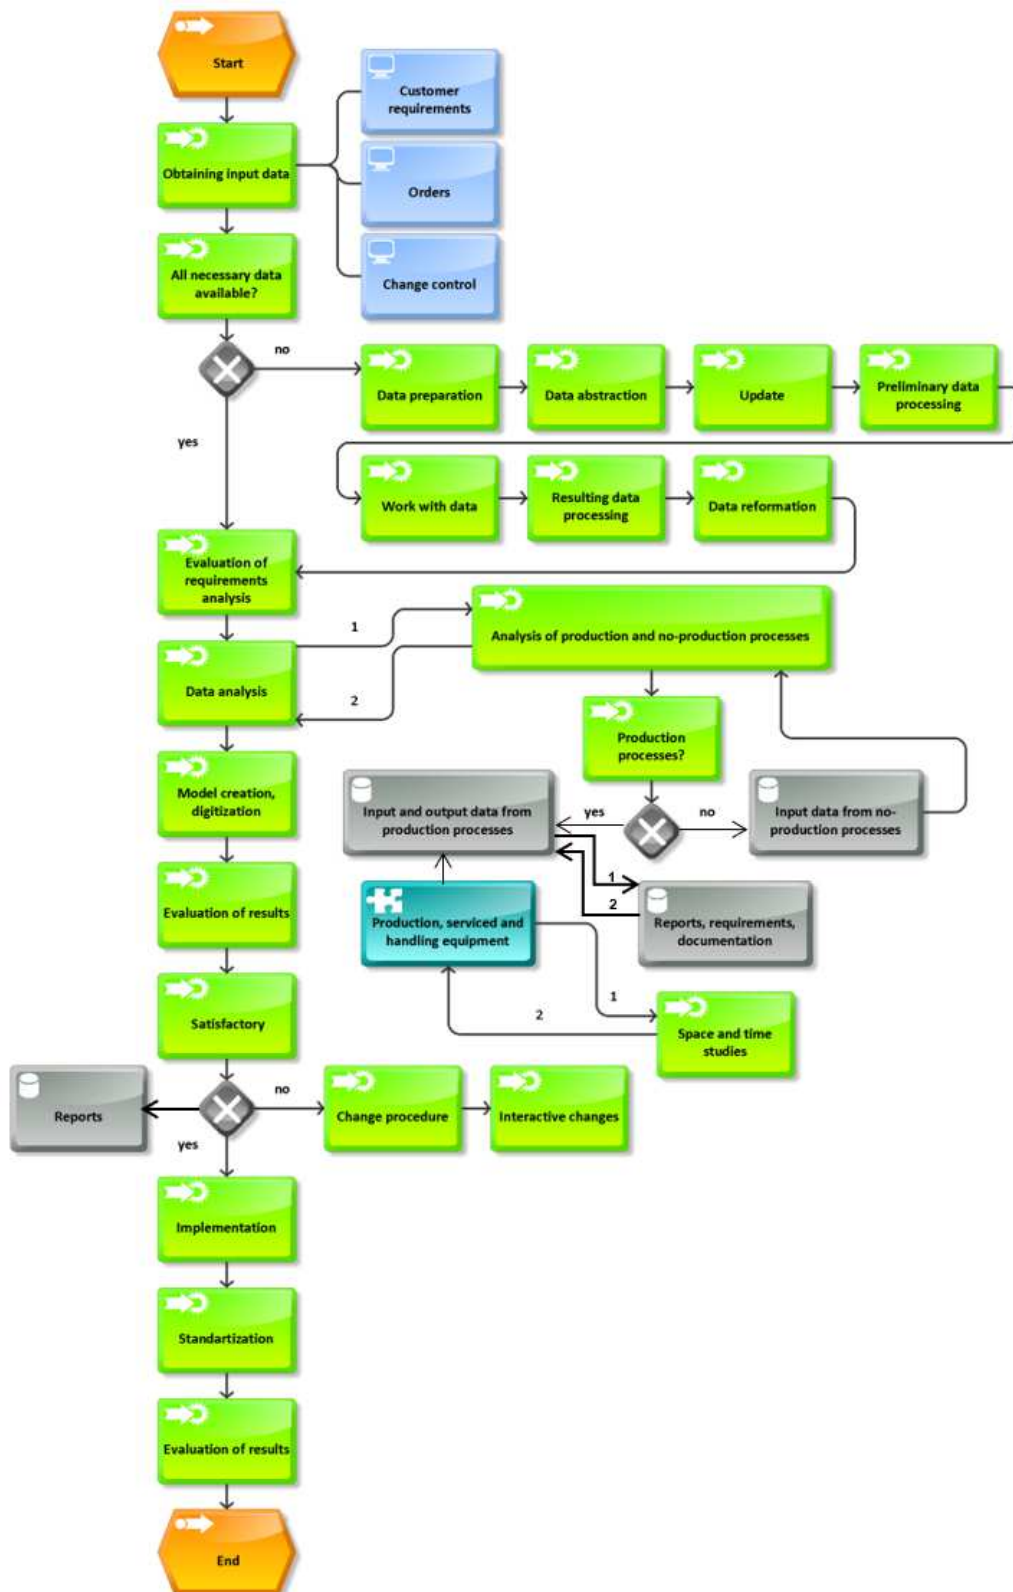 Start
Customer
requirements
Obtaining input data
Orders
All necessary data
available?
Change control
no
Data preparation
Data abstraction
Update
Preliminary data
processing
yes
Work with data
Resulting data
processing
Data reformation
Evaluation of
requirements
analysis
1
Analysis of production and no-production processes
Data analysis
2
Production
processes?
Model creation,
digitization
Input and output data from
production processes
yes
no
Input data from no-
production processes
1
2
Evaluation of results
Production, serviced and
handling equipment
Reports, requirements,
documentation
1
2
Satisfactory
Space and time
studies
no
Reports
Change procedure
Interactive changes
yes
Implementation
Standartization
Evaluation of results
End